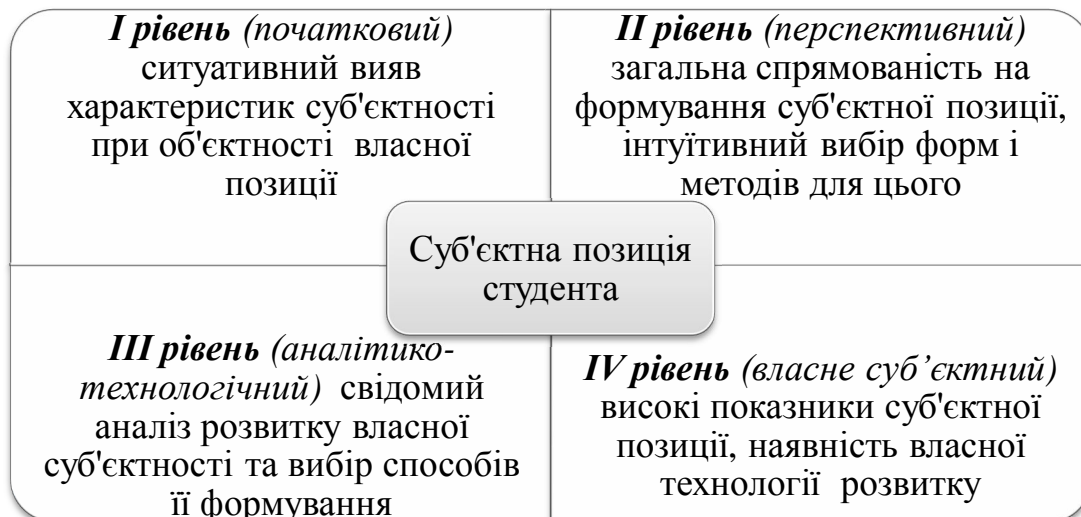 I рівень (початковий)
ситуативний вияв
характеристик суб'єктності
при об'єктності власної
позиції
II рівень (перспективний)
загальна спрямованість на
формування суб'єктної позиції,
інтуїтивний вибір форм і
методів для цього
Суб'єктна позиція
студента
III рівень (аналітико-
технологічний) свідомий
аналіз розвитку власної
суб'єктності та вибір способів
її формування
IV рівень (власне суб’єктний)
високі показники суб'єктної
позиції, наявність власної
технології розвитку